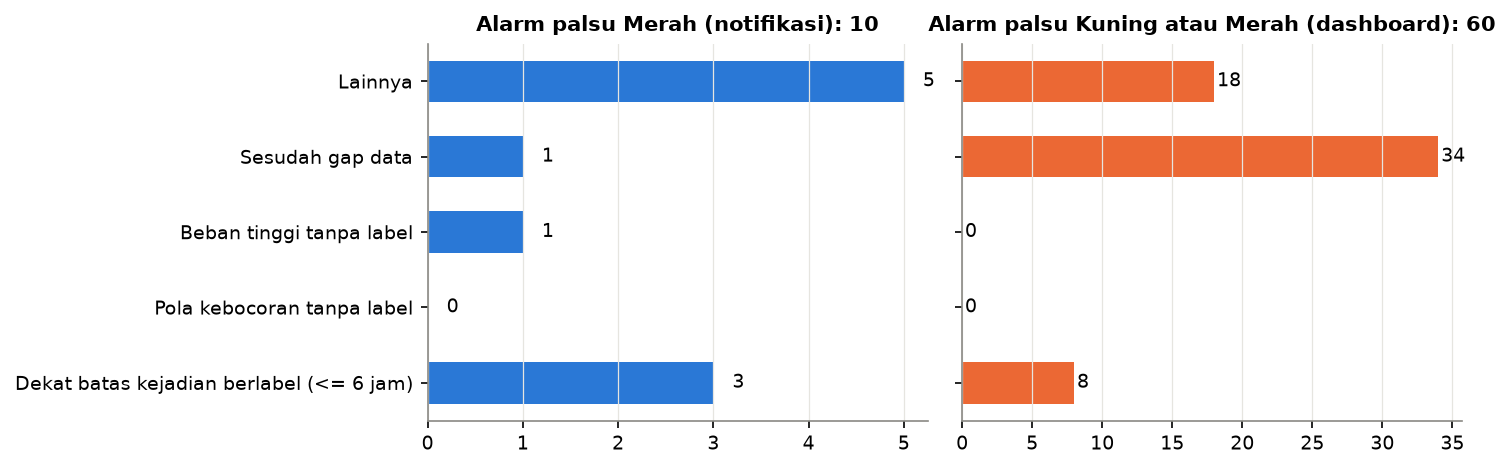 Alarm palsu Merah (notifikasi): 10
Alarm palsu Kuning atau Merah (dashboard): 60
Lainnya
5
18
Sesudah gap data
1
34
Beban tinggi tanpa label
1
0
Pola kebocoran tanpa label
0
0
Dekat batas kejadian berlabel (<= 6 jam)
3
8
0 1 2 3 4 5
0 5 10 15 20 25 30 35